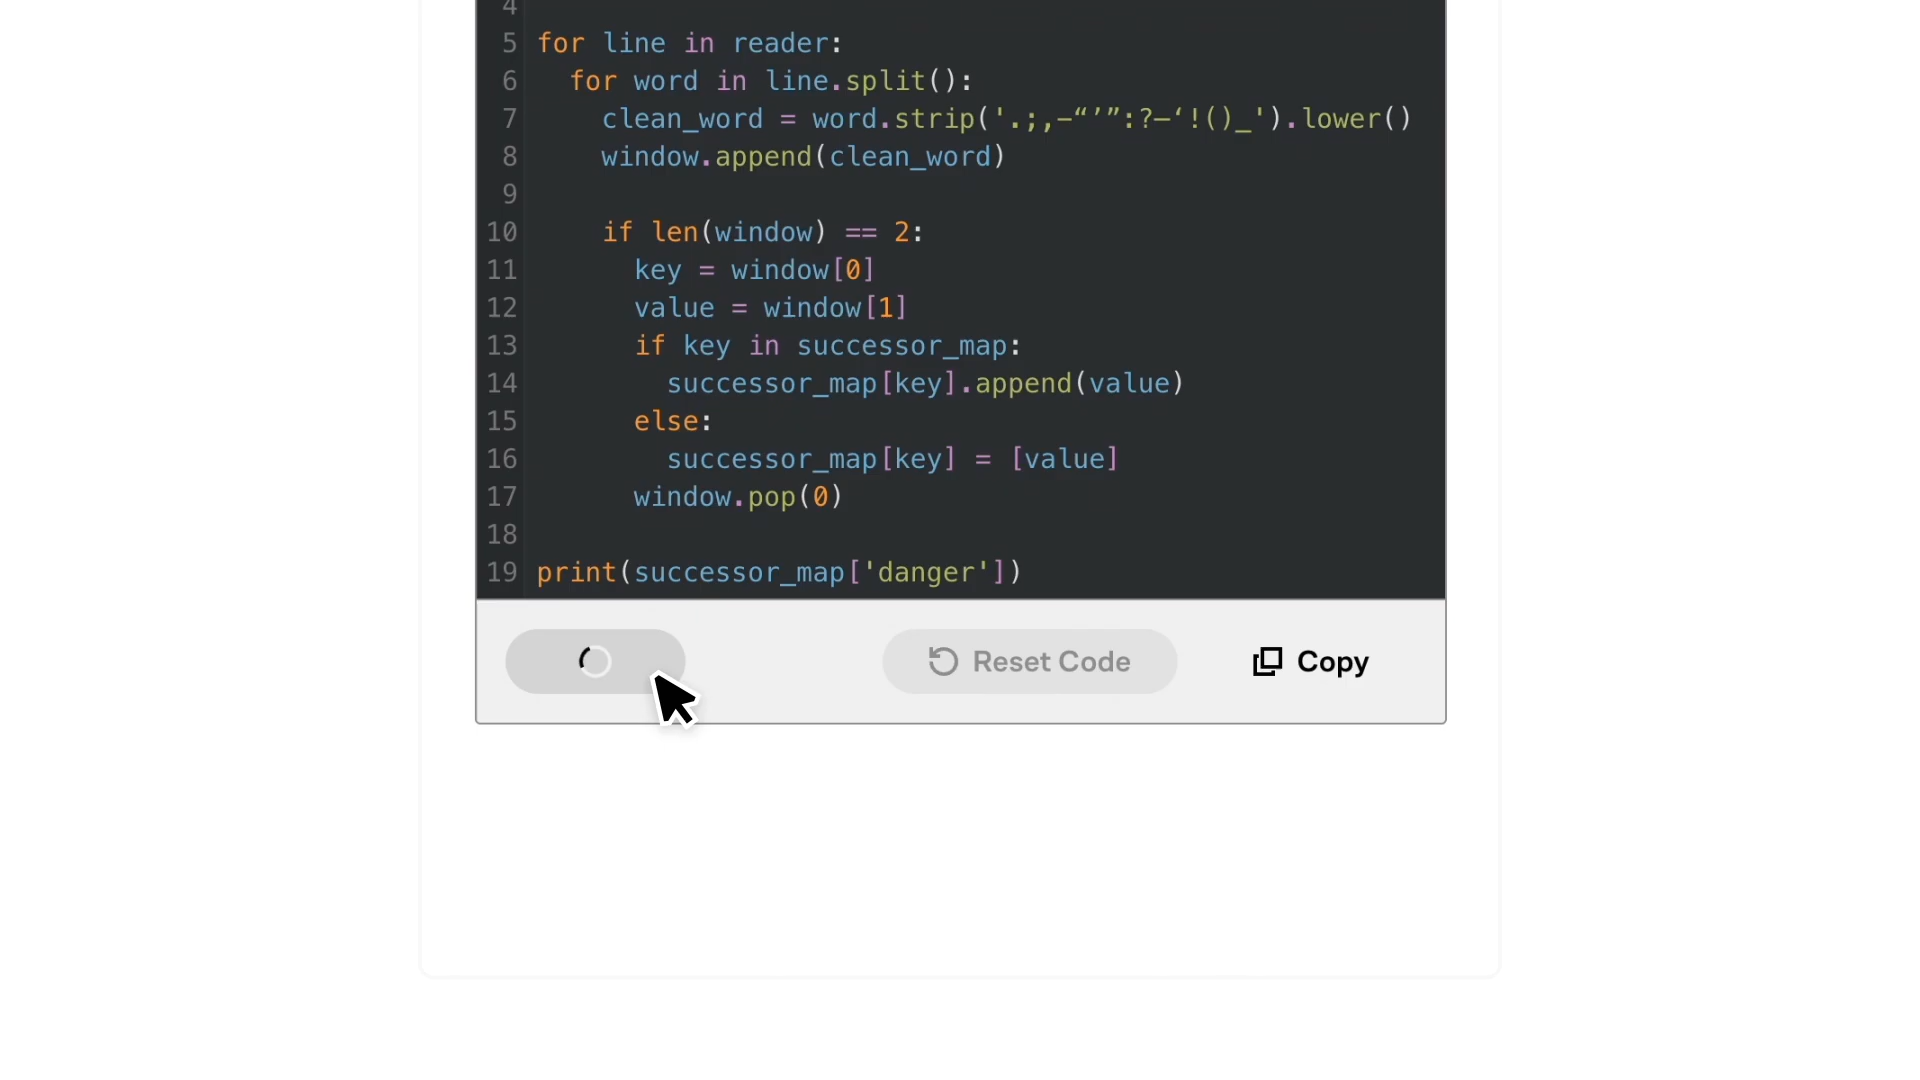 4
5 for line in reader:
6 for word in line.split():
7 clean_word = word.strip('.;,—“’”:?—‘!()_').lower()
8 window.append(clean_word)
9
10 if len(window) == 2:
11 key = window[0]
12 value = window[1]
13 if key in successor_map:
14 successor_map[key].append(value)
15 else:
16 successor_map[key] = [value]
17 window.pop(0)
18
19 print(successor_map['danger'])
Reset Code
Copy